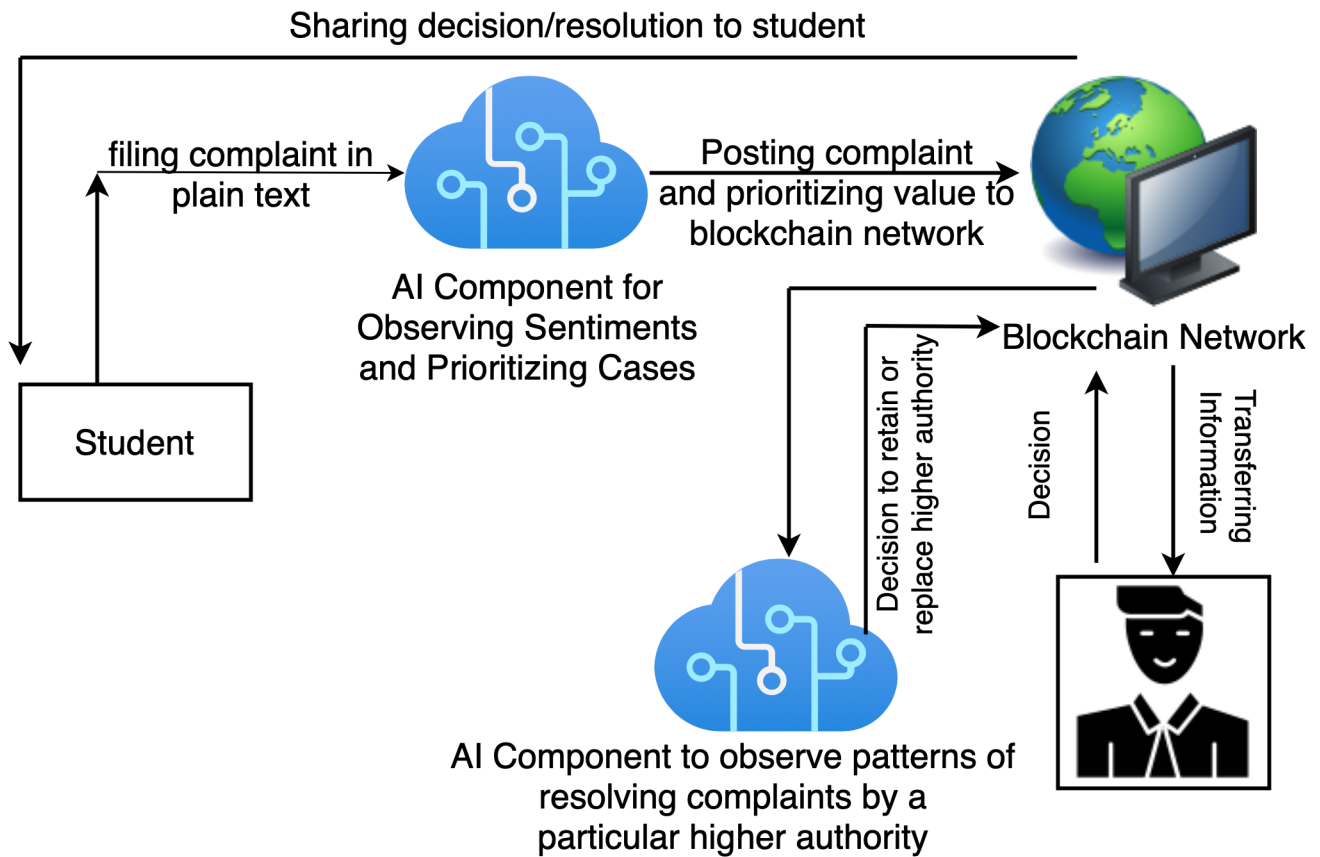 Sharing decision/resolution to student
filing complaint in
plain text
Posting complaint
and prioritizing value to
blockchain network
AI Component for
Observing Sentiments
and Prioritizing Cases
Blockchain Network
Student
Decision to retain or
replace higher authority
Decision
Transferring
Information
AI Component to observe patterns of
resolving complaints by a
particular higher authority